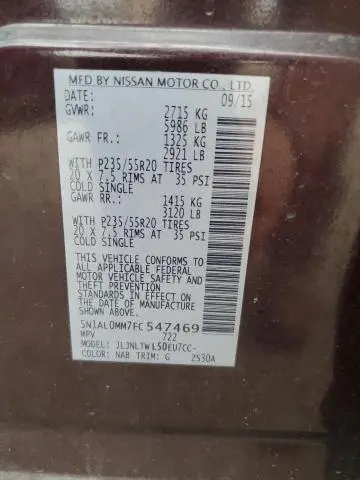 MFD BY NISSAN MOTOR CO., LTD.
DATE: 09/15
GVWR: 2715 KG
5986 LB
GAWR FR.: 1325 KG
2921 LB
WITH P235/55R20 TIRES
20 X 7.5 RIMS AT 35 PSI
COLD SINGLE
GAWR RR.: 1415 KG
3120 LB
WITH P235/55R20 TIRES
20 X 7.5 RIMS AT 35 PSI
COLD SINGLE
THIS VEHICLE CONFORMS TO
ALL APPLICABLE FEDERAL
MOTOR VEHICLE SAFETY AND
THEFT PREVENTION
STANDARDS IN EFFECT ON
THE DATE OF MANUFACTURE
SHOWN ABOVE.
5N1AL0MM7FC547469
MPV 722
MODEL: JLJNLTWL50EU7CC-
COLOR: NAB TRIM: G 2S30A